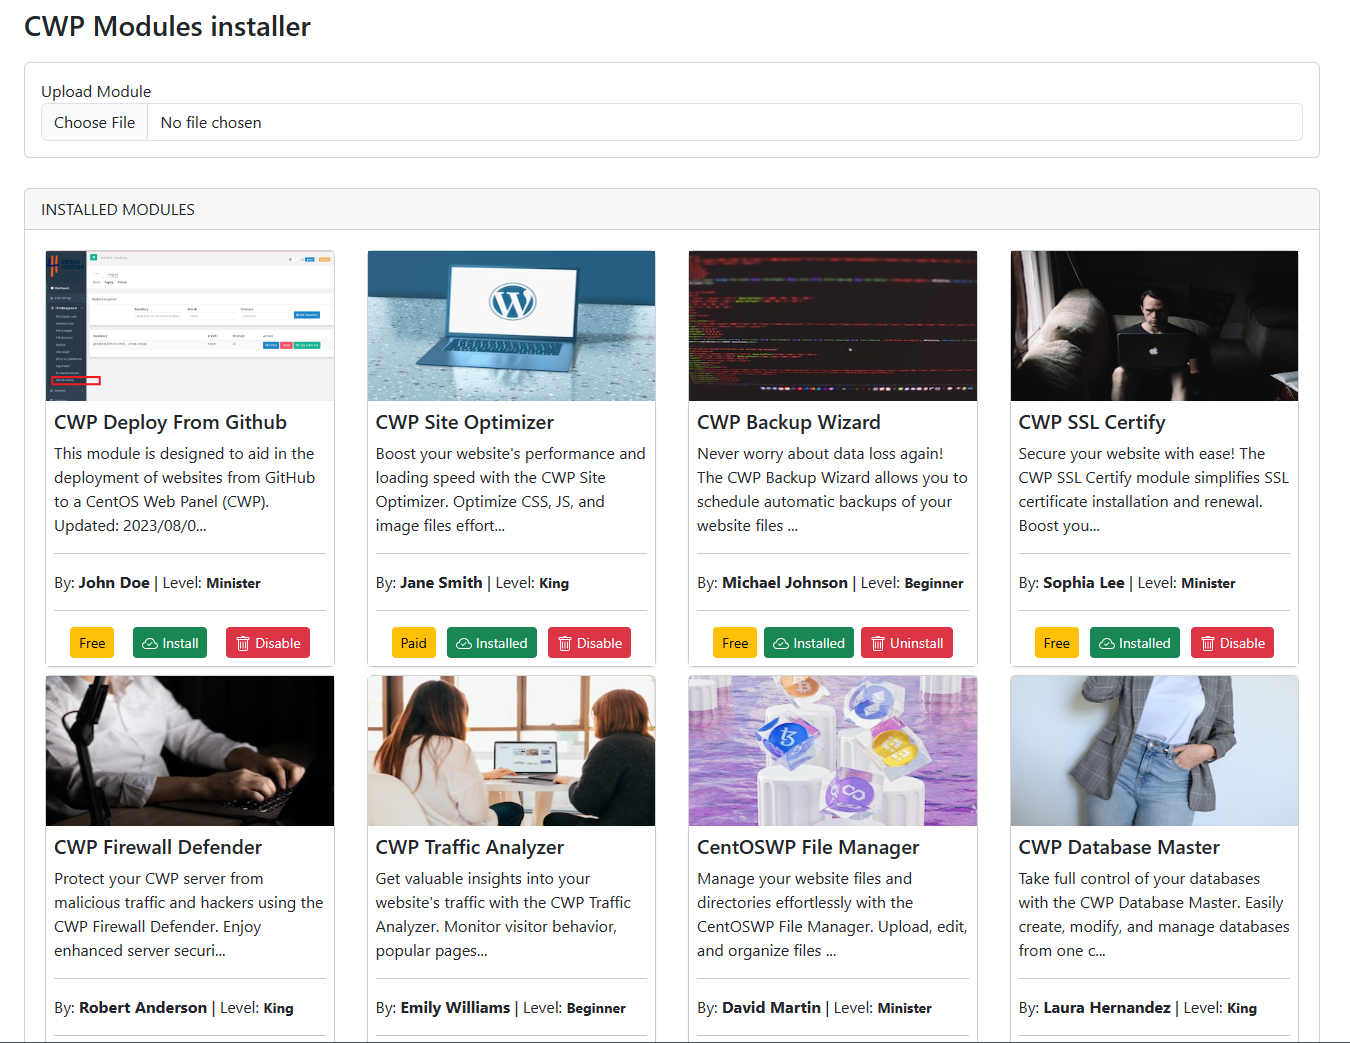 CWP Modules installer
Upload Module
Choose File No file chosen
INSTALLED MODULES
CWP Deploy From Github
This module is designed to aid in the
deployment of websites from GitHub
to a CentOS Web Panel (CWP).
Updated: 2023/08/0...
By: John Doe | Level: Minister
Free Install Disable
CWP Site Optimizer
Boost your website's performance and
loading speed with the CWP Site
Optimizer. Optimize CSS, JS, and
image files effort...
By: Jane Smith | Level: King
Paid Installed Disable
CWP Backup Wizard
Never worry about data loss again!
The CWP Backup Wizard allows you to
schedule automatic backups of your
website files ...
By: Michael Johnson | Level: Beginner
Free Installed Uninstall
CWP SSL Certify
Secure your website with ease! The
CWP SSL Certify module simplifies SSL
certificate installation and renewal.
Boost you...
By: Sophia Lee | Level: Minister
Free Installed Disable
CWP Firewall Defender
Protect your CWP server from
malicious traffic and hackers using the
CWP Firewall Defender. Enjoy
enhanced server securi...
By: Robert Anderson | Level: King
CWP Traffic Analyzer
Get valuable insights into your
website's traffic with the CWP Traffic
Analyzer. Monitor visitor behavior,
popular pages...
By: Emily Williams | Level: Beginner
CentOSWP File Manager
Manage your website files and
directories effortlessly with the
CentOSWP File Manager. Upload, edit,
and organize files ...
By: David Martin | Level: Minister
CWP Database Master
Take full control of your databases
with the CWP Database Master. Easily
create, modify, and manage databases
from one c...
By: Laura Hernandez | Level: King